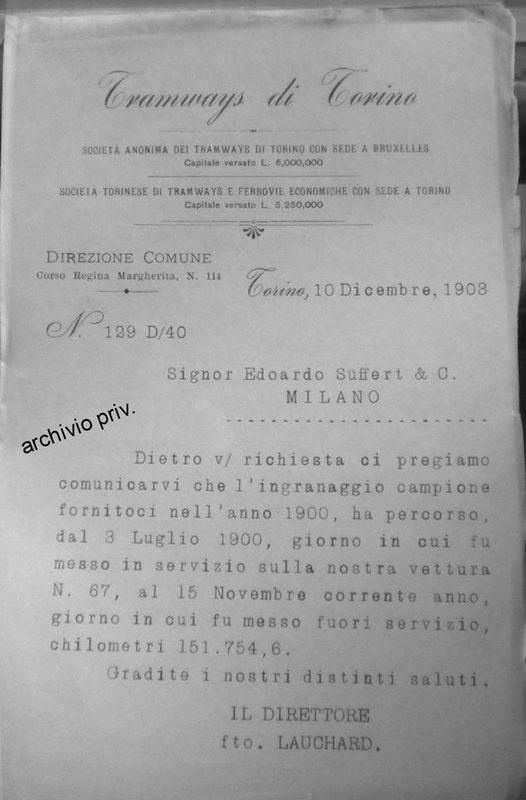 Tramways di Torino
SOCIETÀ ANONIMA DEI TRAMWAYS DI TORINO CON SEDE A BRUXELLES
Capitale versato L. 6,000,000
SOCIETÀ TORINESE DI TRAMWAYS E FERROVIE ECONOMICHE CON SEDE A TORINO
Capitale versato L. 5,250,000
DIREZIONE COMUNE
Corso Regina Margherita, N. 114
Torino, 10 Dicembre, 1903
N. 129 D/40
Signor Edoardo Süffert & C.
MILANO
archivio priv.
Dietro v/ richiesta ci pregiamo
comunicarvi che l'ingranaggio campione
fornitoci nell'anno 1900, ha percorso,
dal 3 Luglio 1900, giorno in cui fu
messo in servizio sulla nostra vettura
N. 67, al 15 Novembre corrente anno,
giorno in cui fu messo fuori servizio,
chilometri 151.754,6.
Gradite i nostri distinti saluti.
IL DIRETTORE
fto. LAUCHARD.